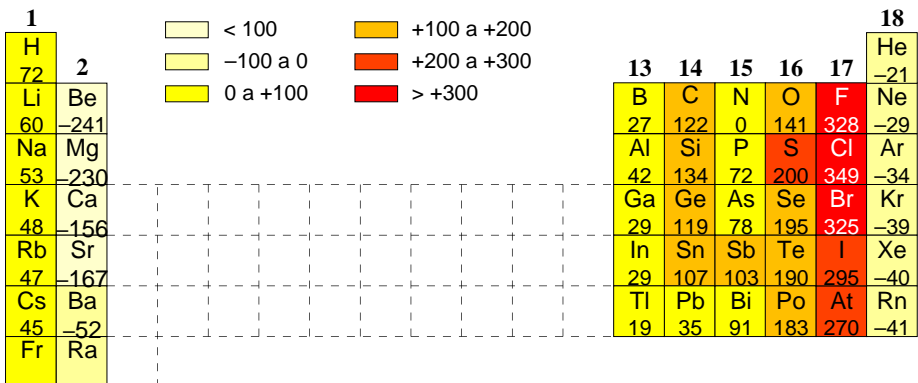 1 18
< 100 +100 a +200
H He
–100 a 0 +200 a +300
72 2 13 14 15 16 17 –21
Li Be 0 a +100 > +300 B C N O F Ne
60 –241 27 122 0 141 328 –29
Na Mg Al Si P S Cl Ar
53 –230 42 134 72 200 349 –34
K Ca Ga Ge As Se Br Kr
48 –156 29 119 78 195 325 –39
Rb Sr In Sn Sb Te I Xe
47 –167 29 107 103 190 295 –40
Cs Ba Tl Pb Bi Po At Rn
45 –52 19 35 91 183 270 –41
Fr Ra